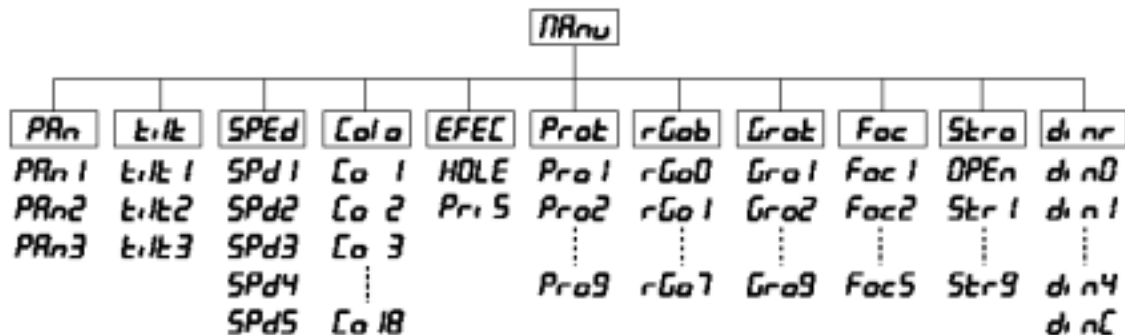 MAnu
PAn tilt SPEd Colo EFEC Prot rGob Grot Foc Stro dinr
PAn1 tilt1 SPd1 Co 1 HOLE Pro1 rGo0 Gro1 Foc1 OPEn din0
PAn2 tilt2 SPd2 Co 2 PriS Pro2 rGo1 Gro2 Foc2 Str1 din1
PAn3 tilt3 SPd3 Co 3
SPd4 Pro9 rGo7 Gro9 Foc5 Str9 din4
SPd5 Co18 dinC